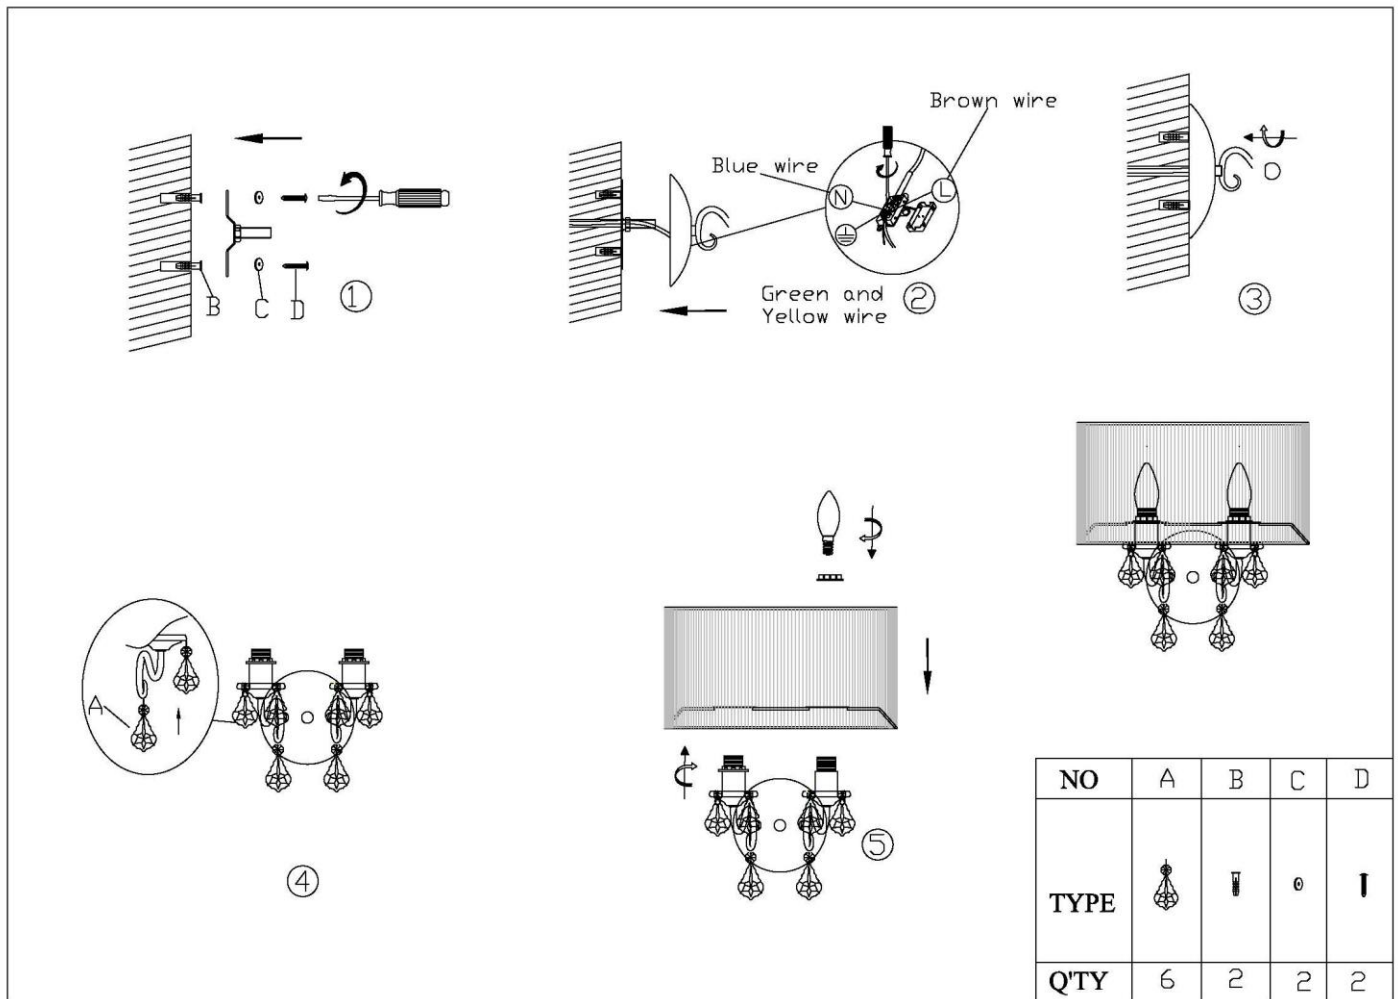 B
C
D
①
Blue wire
Brown wire
N
L
Green and
Yellow wire
②
③
A
④
⑤
NO A B C D
TYPE
Q'TY 6 2 2 2